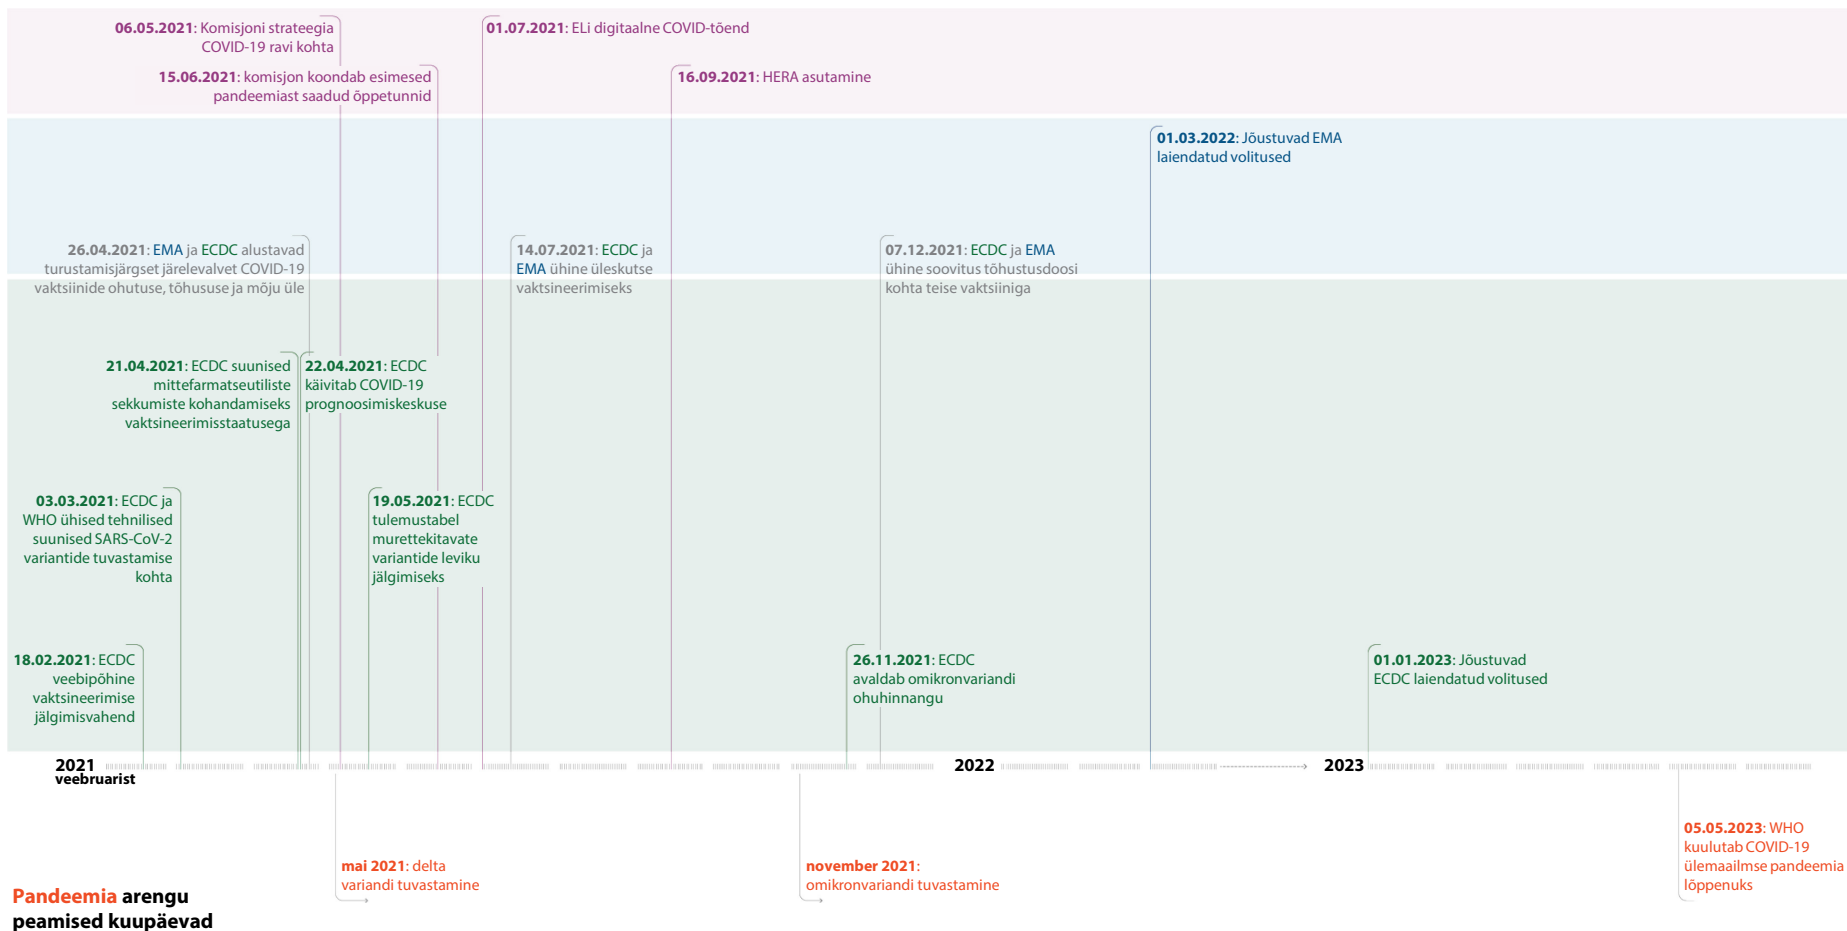 06.05.2021: Komisjoni strateegia
COVID-19 ravi kohta
01.07.2021: ELi digitaalne COVID-tõend
15.06.2021: komisjon koondab esimesed
pandeemiast saadud õppetunnid
16.09.2021: HERA asutamine
01.03.2022: Jõustuvad EMA
laiendatud volitused
26.04.2021: EMA ja ECDC alustavad
turustamisjärgset järelevalvet COVID-19
vaktsiinide ohutuse, tõhususe ja mõju üle
14.07.2021: ECDC ja
EMA ühine üleskutse
vaktsineerimiseks
07.12.2021: ECDC ja EMA
ühine soovitus tõhustusdoosi
kohta teise vaktsiiniga
21.04.2021: ECDC suunised
mittefarmatseutiliste
sekkumiste kohandamiseks
vaktsineerimisstaatusega
22.04.2021: ECDC
käivitab COVID-19
prognoosimiskeskuse
03.03.2021: ECDC ja
WHO ühised tehnilised
suunised SARS-CoV-2
variantide tuvastamise
kohta
19.05.2021: ECDC
tulemustabel
murettekitavate
variantide leviku
jälgimiseks
18.02.2021: ECDC
veebipõhine
vaktsineerimise
jälgimisvahend
26.11.2021: ECDC
avaldab omikronvariandi
ohuhinnangu
01.01.2023: Jõustuvad
ECDC laiendatud volitused
2021
veebruarist
2022
2023
mai 2021: delta
variandi tuvastamine
november 2021:
omikronvariandi tuvastamine
05.05.2023: WHO
kuulutab COVID-19
ülemaailmse pandeemia
lõppenuks
Pandeemia arengu
peamised kuupäevad